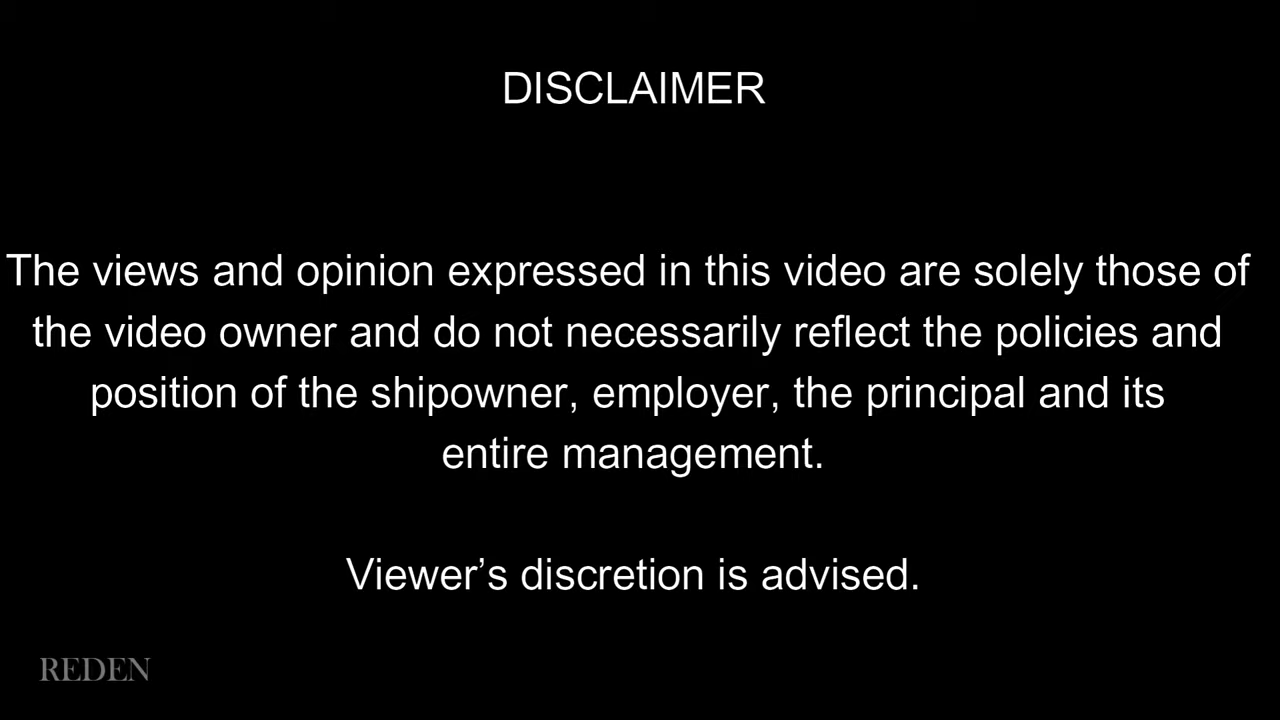 DISCLAIMER
The views and opinion expressed in this video are solely those of
the video owner and do not necessarily reflect the policies and
position of the shipowner, employer, the principal and its
entire management.
Viewer’s discretion is advised.
REDEN